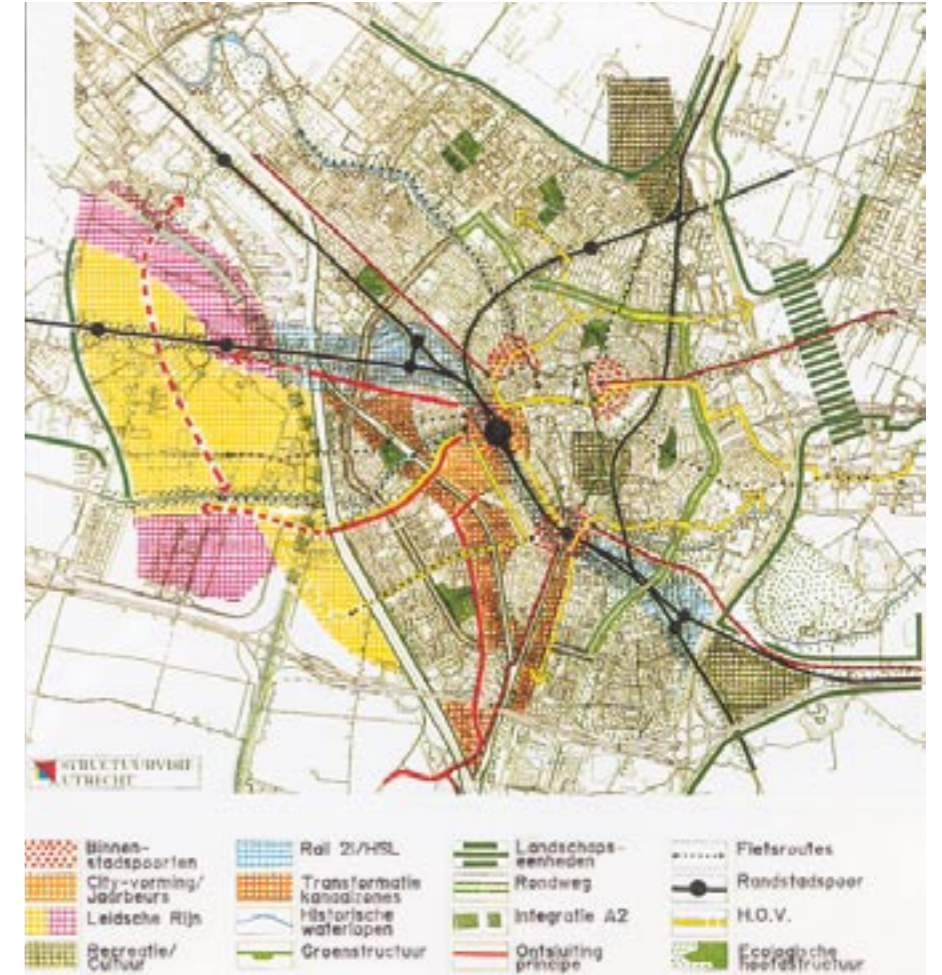 STRUCTUURVISIE
UTRECHT
Binnen-
stadspoorten
City-vorming/
Jaarbeurs
Leidsche Rijn
Recreatie/
Cultuur
Rail 21/HSL
Transformatie
kanaalzones
Historische
waterlopen
Groenstructuur
Landschaps-
eenheden
Rondweg
Integratie A2
Ontsluiting
principe
Fietsroutes
Randstadspoor
H.O.V.
Ecologische
hoofdstructuur